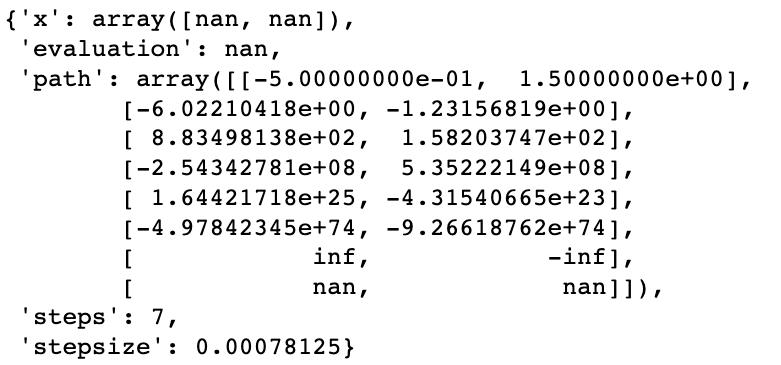 {'x': array([nan, nan]),
 'evaluation': nan,
 'path': array([[-5.00000000e-01,  1.50000000e+00],
        [-6.02210418e+00, -1.23156819e+00],
        [ 8.83498138e+02,  1.58203747e+02],
        [-2.54342781e+08,  5.35222149e+08],
        [ 1.64421718e+25, -4.31540665e+23],
        [-4.97842345e+74, -9.26618762e+74],
        [            inf,            -inf],
        [            nan,             nan]]),
 'steps': 7,
 'stepsize': 0.00078125}